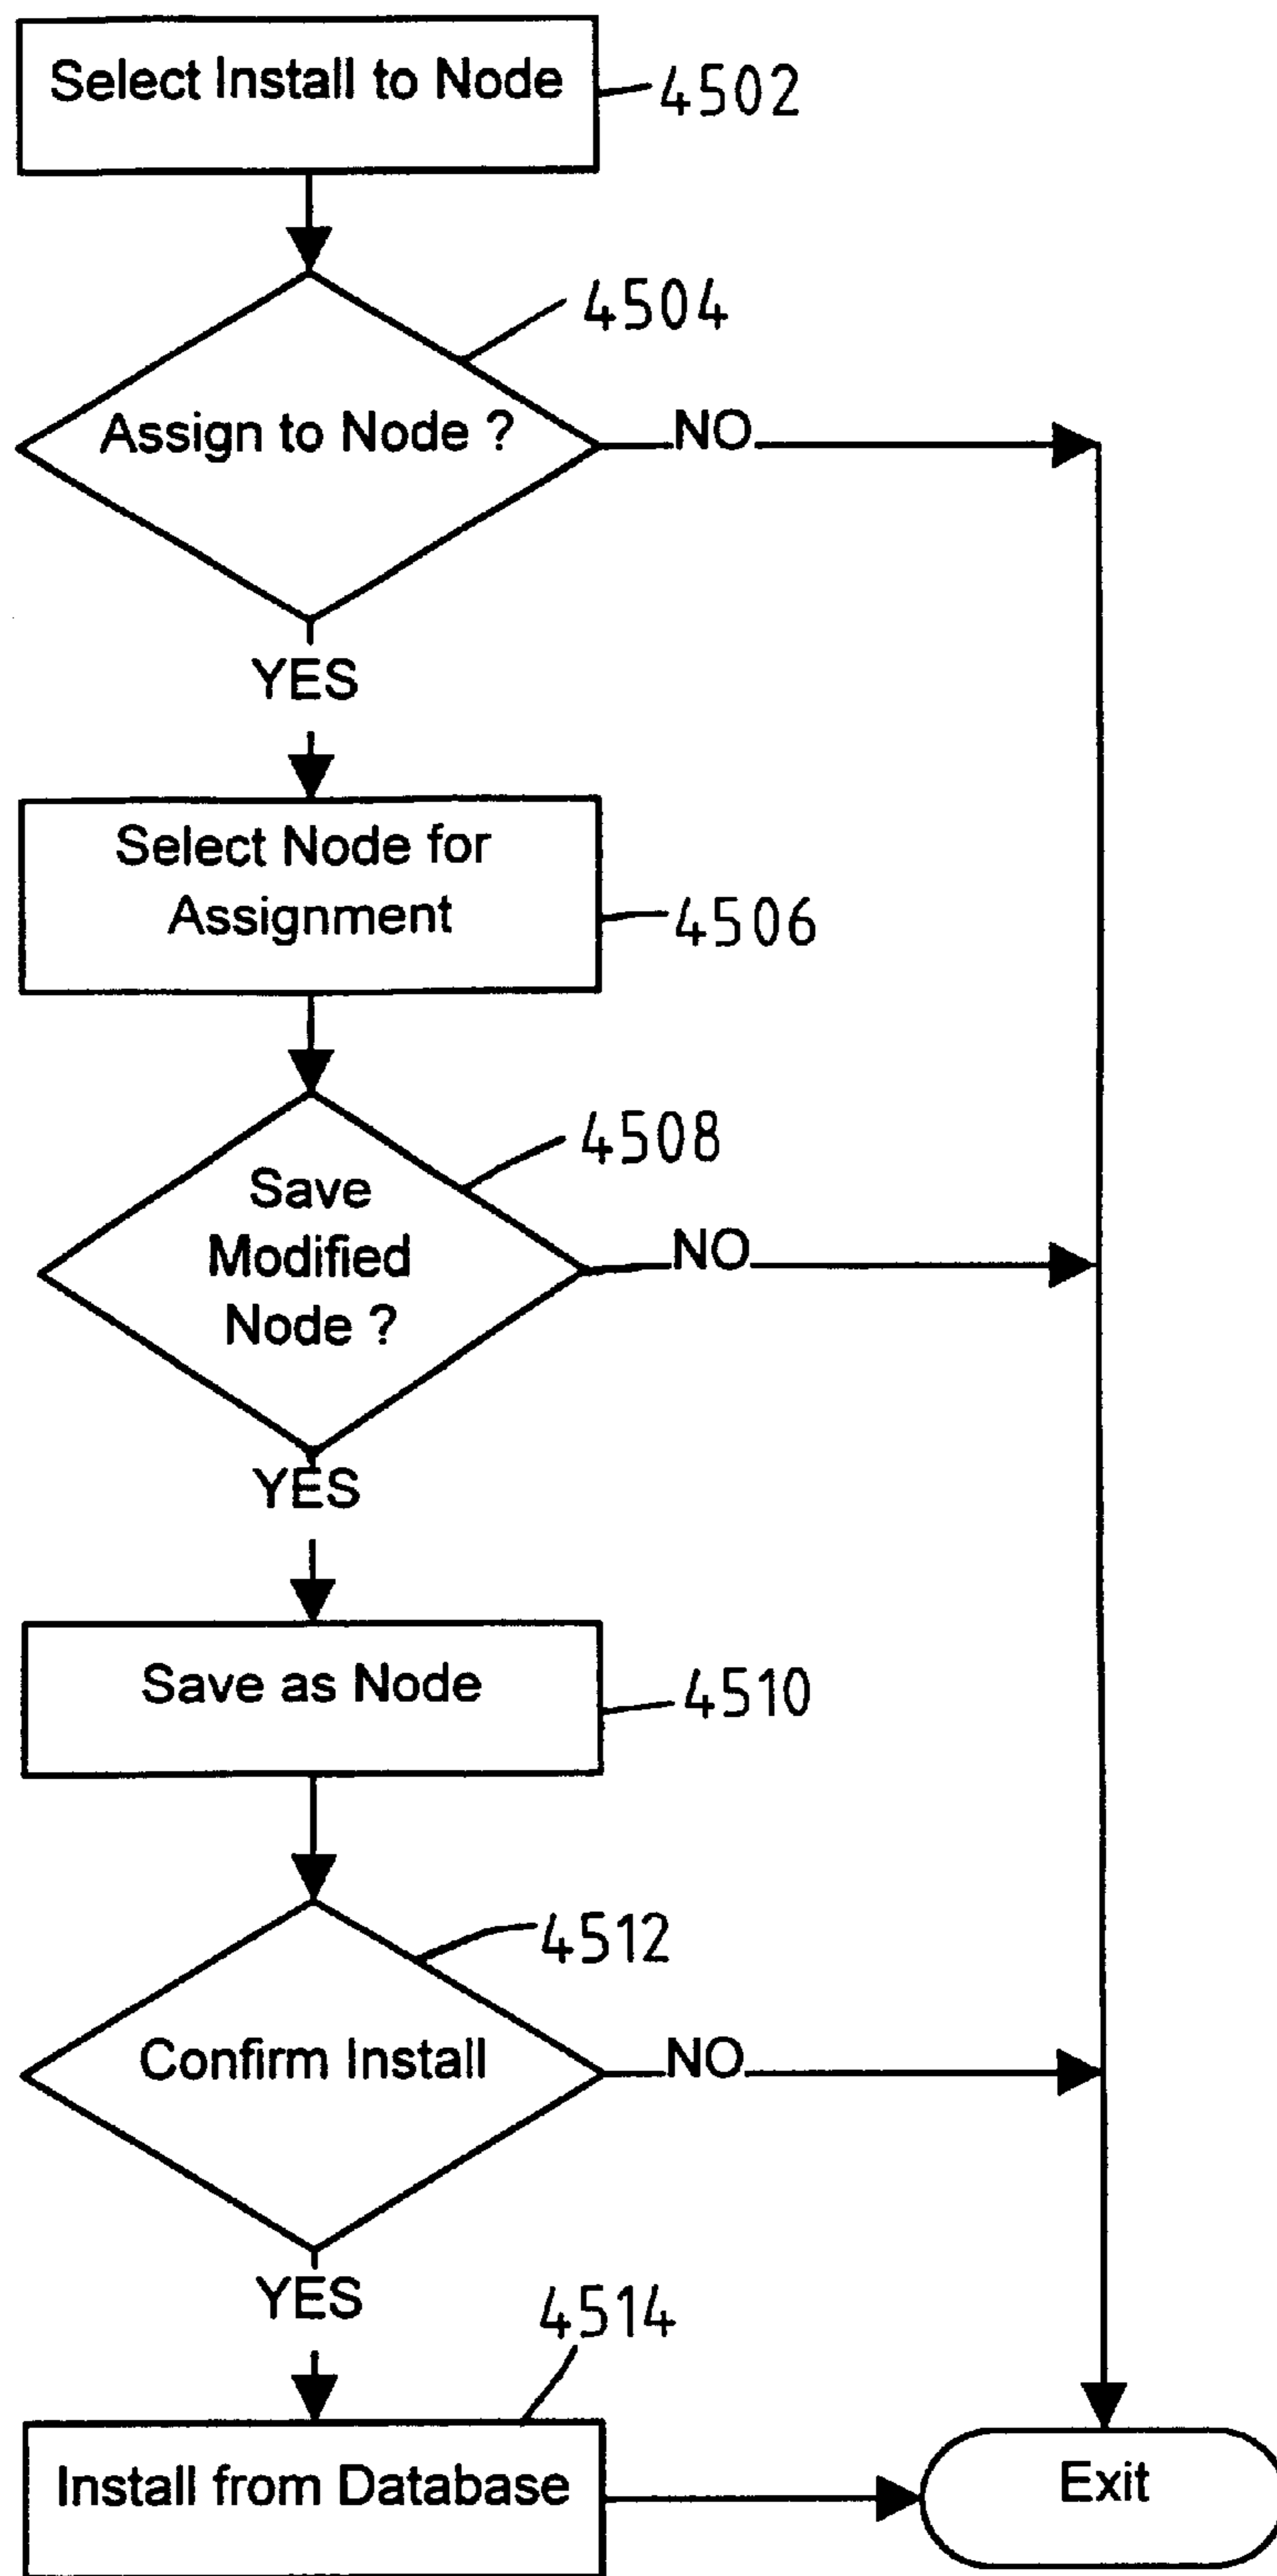 Select Install to Node
4502
4504
Assign to Node ?
NO
YES
Select Node for
Assignment
4506
4508
Save
Modified
Node ?
NO
YES
Save as Node
4510
4512
Confirm Install
NO
YES
4514
Install from Database
Exit